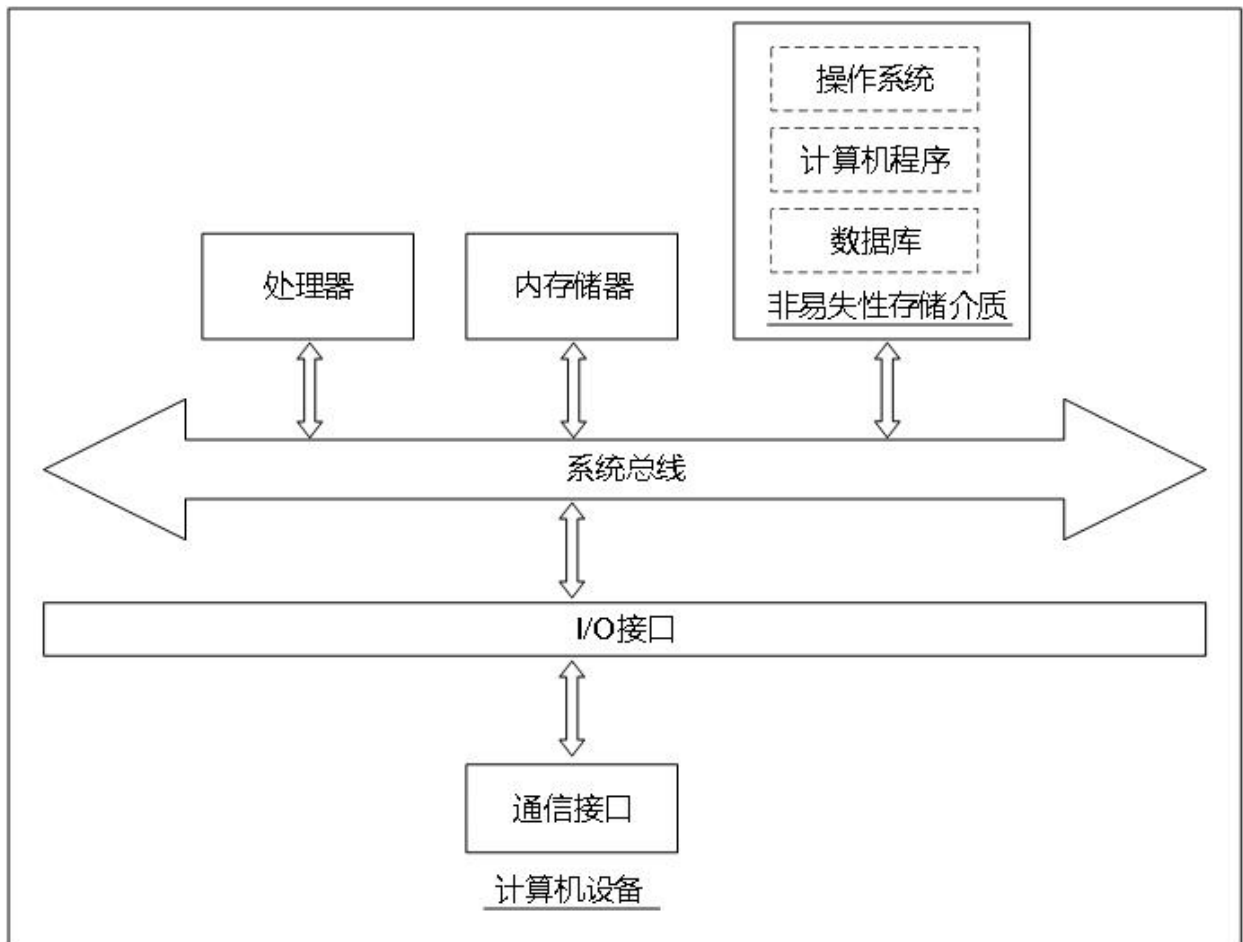 操作系统
计算机程序
数据库
非易失性存储介质
处理器
内存储器
系统总线
I/O接口
通信接口
计算机设备